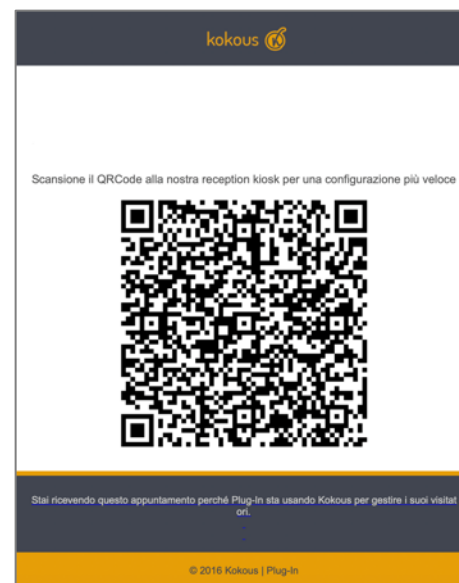 kokous
Scansione il QRCode alla nostra reception kiosk per una configurazione più veloce
Stai ricevendo questo appuntamento perché Plug-In sta usando Kokous per gestire i suoi visitat
ori.
© 2016 Kokous | Plug-In